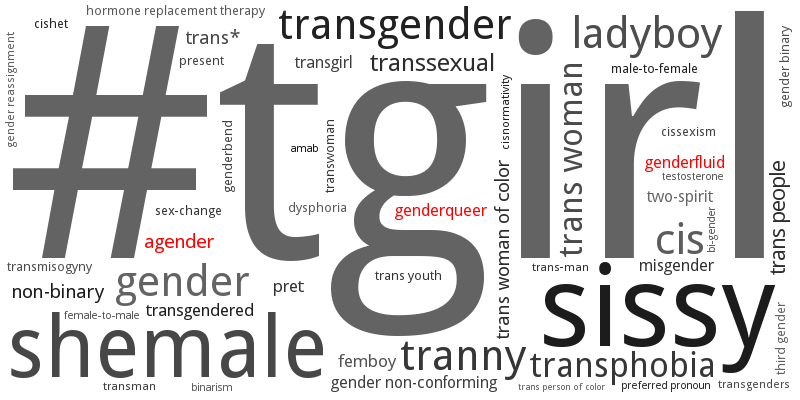 hormone replacement therapy
cishet
#tgirl
trans*
present
gender reassignment
transgender
transgirl
transsexual
ladyboy
male-to-female
gender binary
cisnormativity
trans woman
cissexism
genderfluid
testosterone
two-spirit
cis
bi-gender
trans people
genderbend
amab
transwoman
dysphoria
genderqueer
trans woman of color
sex-change
agender
transmisogyny
gender
non-binary
pret
trans youth
trans-man
misgender
sissy
female-to-male
transgendered
shemale
femboy
tranny
transphobia
third gender
transman
binarism
gender non-conforming
trans person of color
preferred pronoun
transgenders